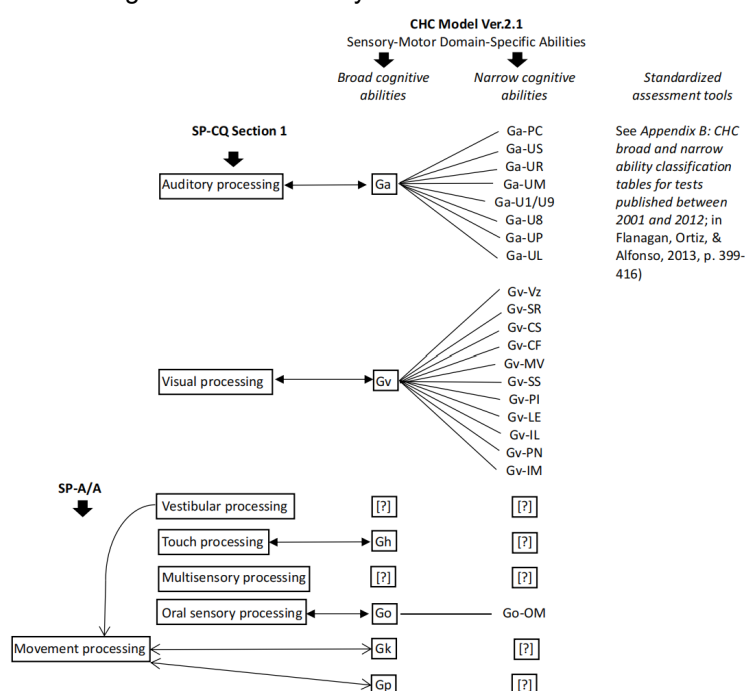 CHC Model Ver.2.1
Sensory-Motor Domain-Specific Abilities
Broad cognitive
abilities
Narrow cognitive
abilities
Standardized
assessment tools
SP-CQ Section 1
Auditory processing
Ga
Ga-PC
Ga-US
Ga-UR
Ga-UM
Ga-U1/U9
Ga-U8
Ga-UP
Ga-UL
See Appendix B: CHC
broad and narrow
ability classification
tables for tests
published between
2001 and 2012; in
Flanagan, Ortiz, &
Alfonso, 2013, p. 399-
416)
Visual processing
Gv
Gv-Vz
Gv-SR
Gv-CS
Gv-CF
Gv-MV
Gv-SS
Gv-PI
Gv-LE
Gv-IL
Gv-PN
Gv-IM
SP-A/A
Vestibular processing
[?]
[?]
Touch processing
Gh
[?]
Multisensory processing
[?]
[?]
Oral sensory processing
Go
Go-OM
Movement processing
Gk
[?]
Gp
[?]